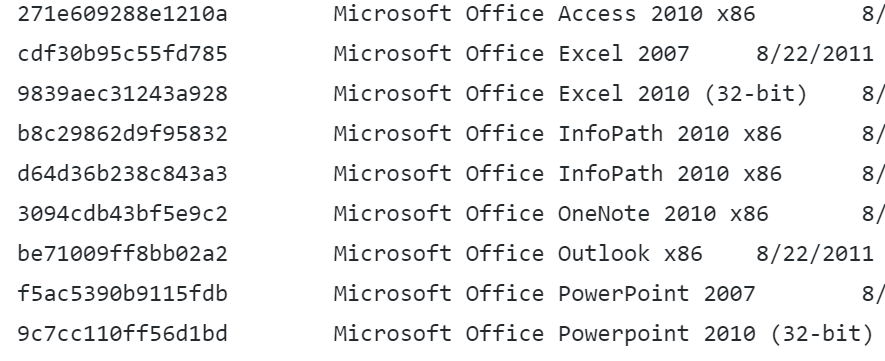 271e609288e1210a Microsoft Office Access 2010 x86 8/
cdf30b95c55fd785 Microsoft Office Excel 2007 8/22/2011
9839aec31243a928 Microsoft Office Excel 2010 (32-bit) 8/
b8c29862d9f95832 Microsoft Office InfoPath 2010 x86 8/
d64d36b238c843a3 Microsoft Office InfoPath 2010 x86 8/
3094cdb43bf5e9c2 Microsoft Office OneNote 2010 x86 8/
be71009ff8bb02a2 Microsoft Office Outlook x86 8/22/2011
f5ac5390b9115fdb Microsoft Office PowerPoint 2007 8/
9c7cc110ff56d1bd Microsoft Office Powerpoint 2010 (32-bit)